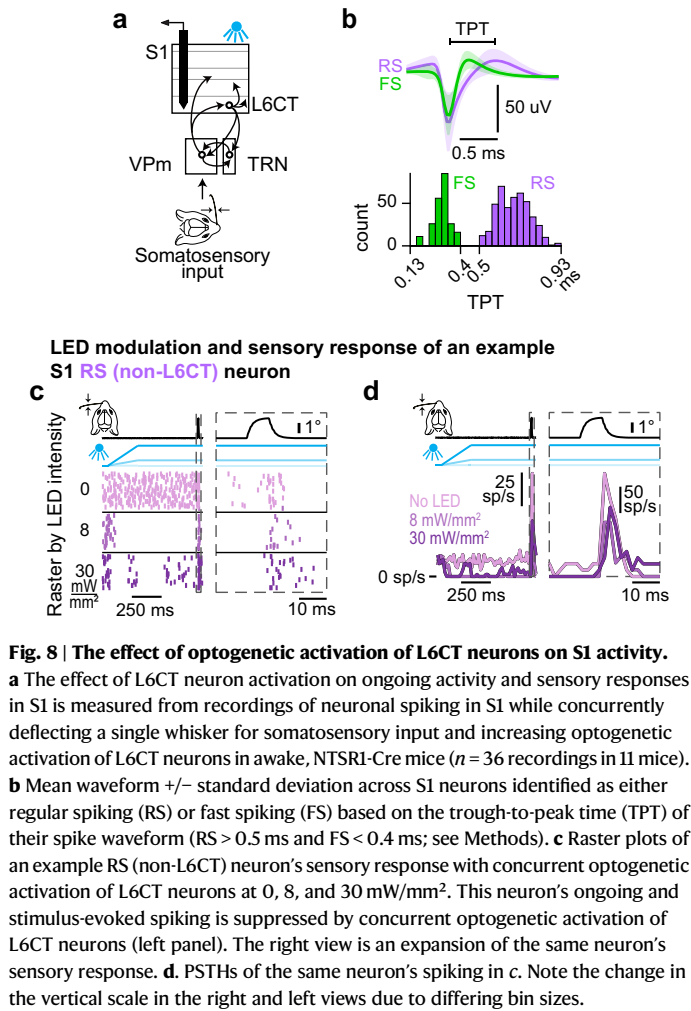 a
S1
L6CT
VPm
TRN
Somatosensory
input
b
TPT
RS
FS
50 uV
0.5 ms
FS
RS
count
50
0
0.13
0.4
0.5
0.93
ms
TPT
LED modulation and sensory response of an example
S1 RS (non-L6CT) neuron
c
1°
Raster by LED intensity
0
8
30
mW
mm²
250 ms
10 ms
d
1°
25
sp/s
50
sp/s
No LED
8 mW/mm²
30 mW/mm²
0 sp/s
250 ms
10 ms
Fig. 8 | The effect of optogenetic activation of L6CT neurons on S1 activity.
a The effect of L6CT neuron activation on ongoing activity and sensory responses
in S1 is measured from recordings of neuronal spiking in S1 while concurrently
deflecting a single whisker for somatosensory input and increasing optogenetic
activation of L6CT neurons in awake, NTSR1-Cre mice (n = 36 recordings in 11 mice).
b Mean waveform +/− standard deviation across S1 neurons identified as either
regular spiking (RS) or fast spiking (FS) based on the trough-to-peak time (TPT) of
their spike waveform (RS > 0.5 ms and FS < 0.4 ms; see Methods). c Raster plots of
an example RS (non-L6CT) neuron's sensory response with concurrent optogenetic
activation of L6CT neurons at 0, 8, and 30 mW/mm². This neuron's ongoing and
stimulus-evoked spiking is suppressed by concurrent optogenetic activation of
L6CT neurons (left panel). The right view is an expansion of the same neuron's
sensory response. d. PSTHs of the same neuron's spiking in c. Note the change in
the vertical scale in the right and left views due to differing bin sizes.